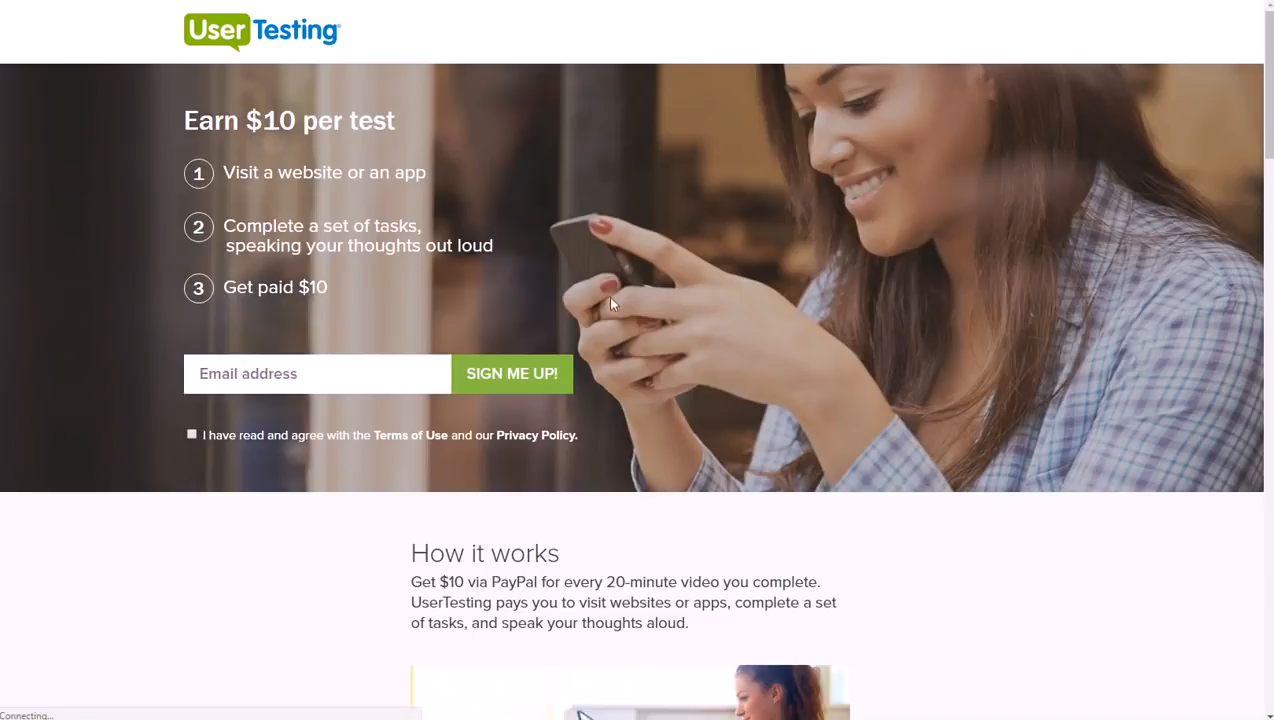 User Testing
Earn $10 per test
1 Visit a website or an app
2 Complete a set of tasks,
speaking your thoughts out loud
3 Get paid $10
Email address SIGN ME UP!
I have read and agree with the Terms of Use and our Privacy Policy.
How it works
Get $10 via PayPal for every 20-minute video you complete.
UserTesting pays you to visit websites or apps, complete a set
of tasks, and speak your thoughts aloud.
Connecting...